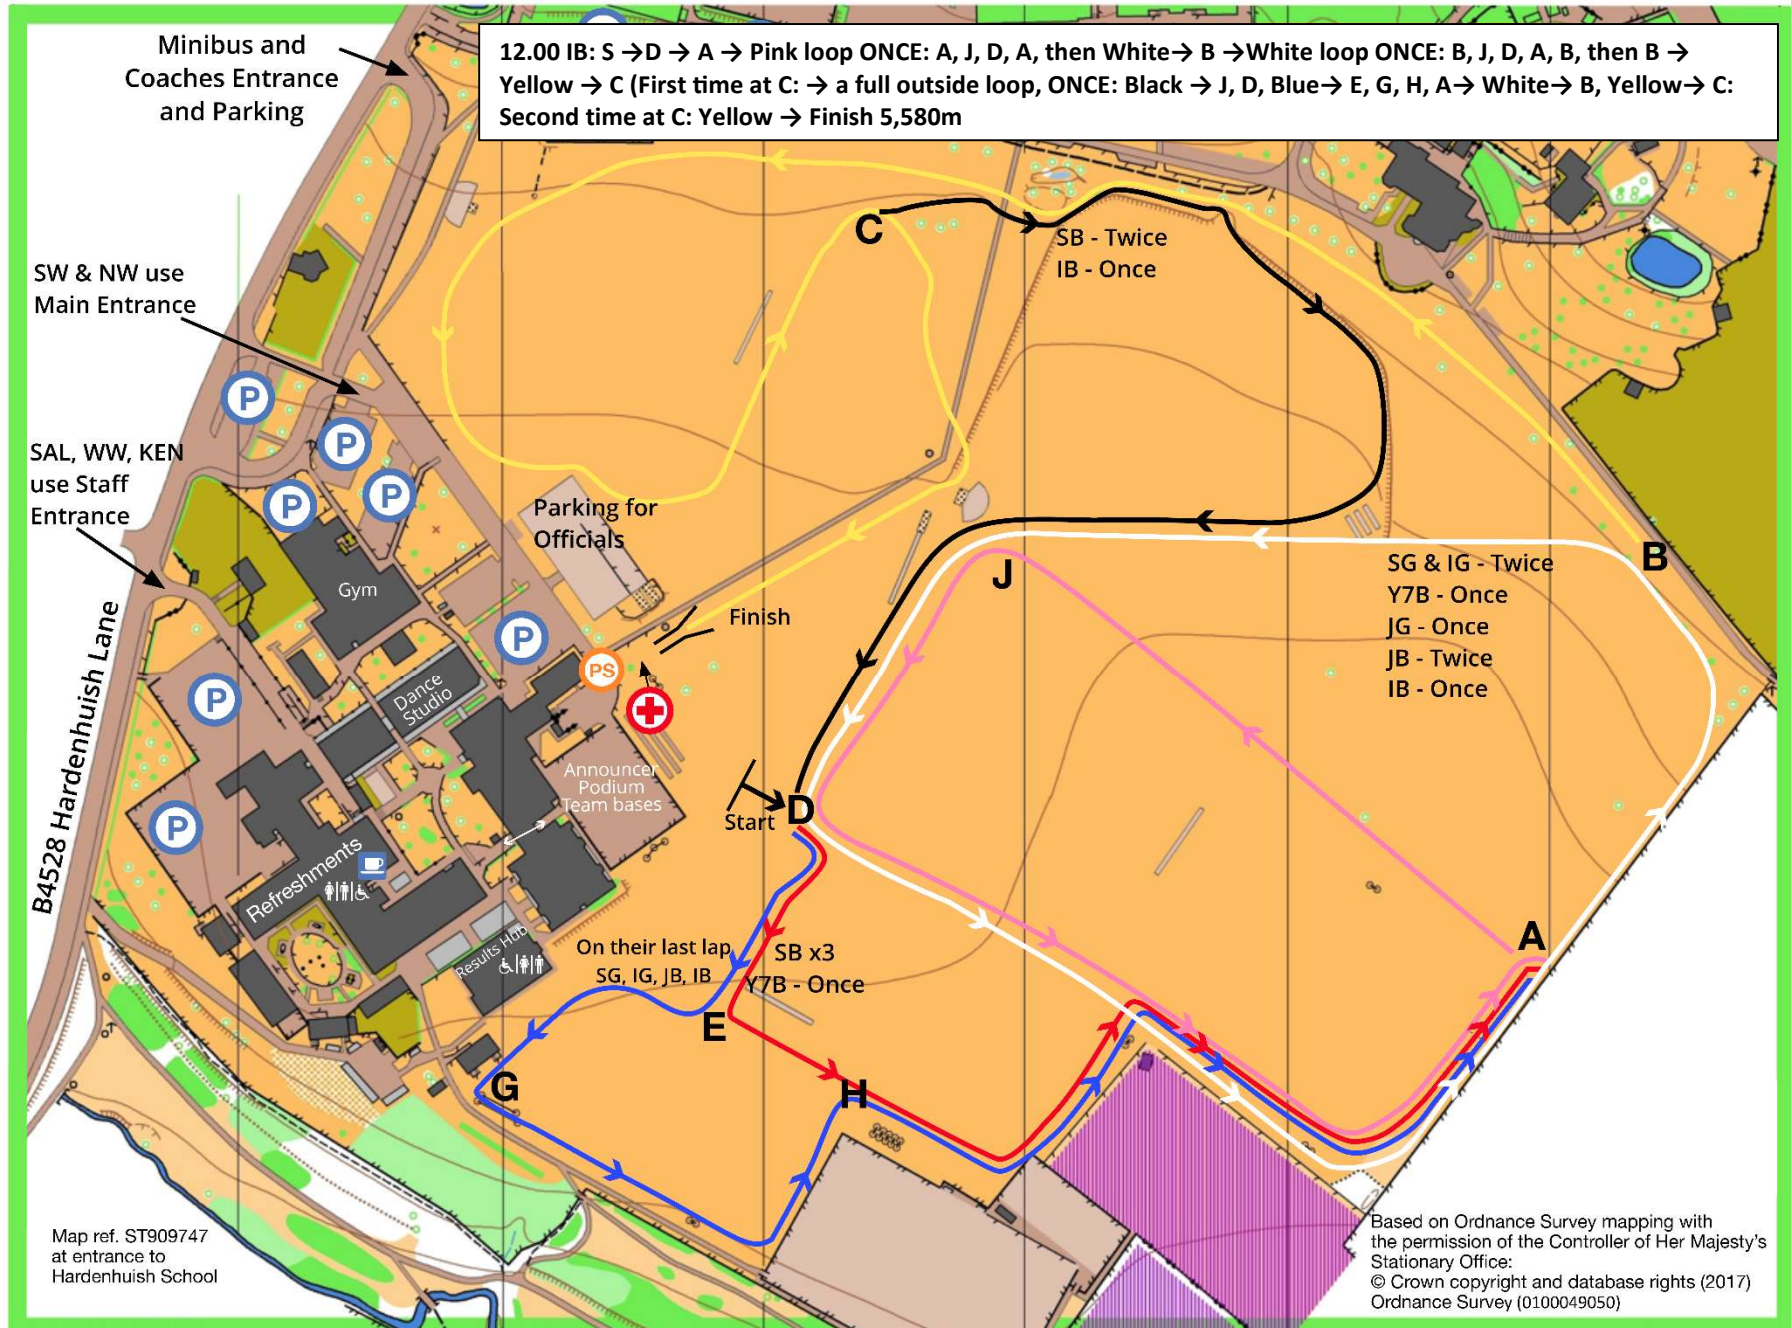 12.00 IB: S →D → A → Pink loop ONCE: A, J, D, A, then White→ B →White loop ONCE: B, J, D, A, B, then B →
Yellow → C (First time at C: → a full outside loop, ONCE: Black → J, D, Blue→ E, G, H, A→ White→ B, Yellow→ C:
Second time at C: Yellow → Finish 5,580m
Minibus and
Coaches Entrance
and Parking
C
SB - Twice
IB - Once
SW & NW use
Main Entrance
P
P
SAL, WW, KEN
use Staff
Entrance
P
P
Parking for
Officials
B
SG & IG - Twice
Y7B - Once
JG - Once
JB - Twice
IB - Once
J
Gym
Finish
P
PS
P
Dance
Studio
B4528 Hardenhuish Lane
Announcer
Podium
Team bases
D
Start
P
Refreshments
A
On their last lap
SG, IG, JB, IB
SB x3
Y7B - Once
Results Hub
E
G
H
Map ref. ST909747
at entrance to
Hardenhuish School
Based on Ordnance Survey mapping with
the permission of the Controller of Her Majesty's
Stationary Office:
© Crown copyright and database rights (2017)
Ordnance Survey (0100049050)